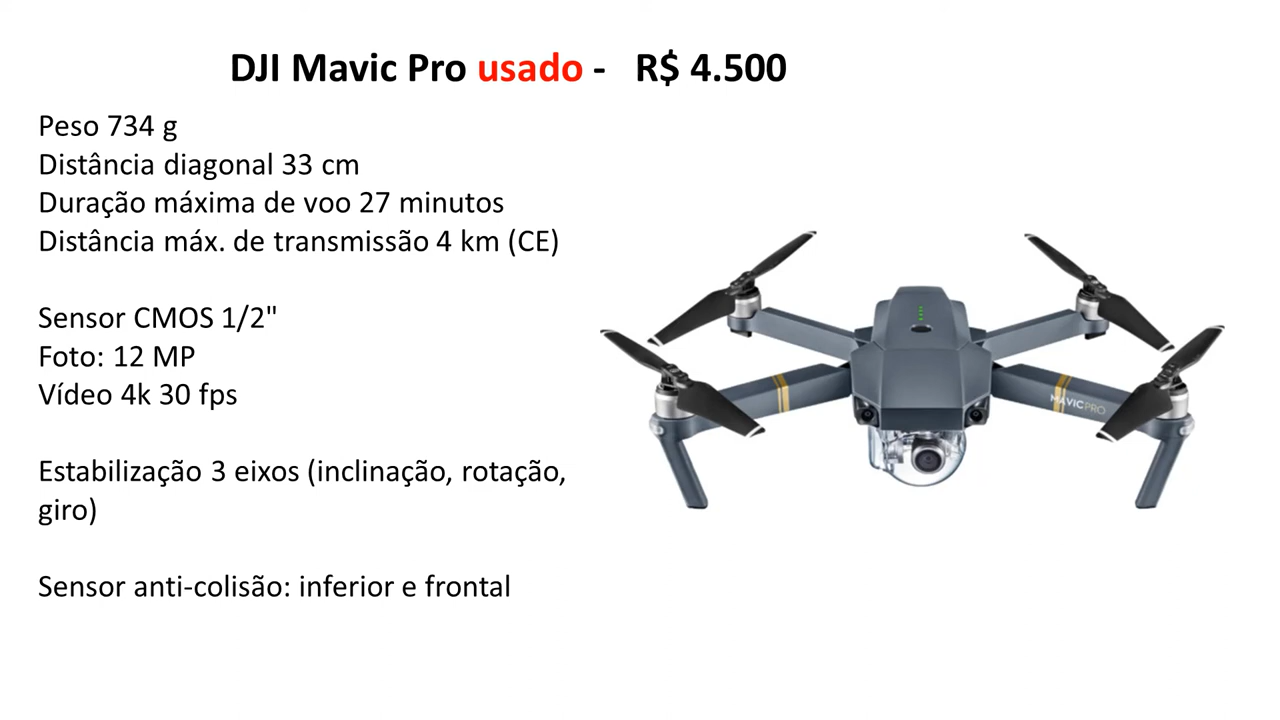 DJI Mavic Pro usado - R$ 4.500
Peso 734 g
Distância diagonal 33 cm
Duração máxima de voo 27 minutos
Distância máx. de transmissão 4 km (CE)
Sensor CMOS 1/2"
Foto: 12 MP
Vídeo 4k 30 fps
Estabilização 3 eixos (inclinação, rotação,
giro)
Sensor anti-colisão: inferior e frontal
MAVIC PRO